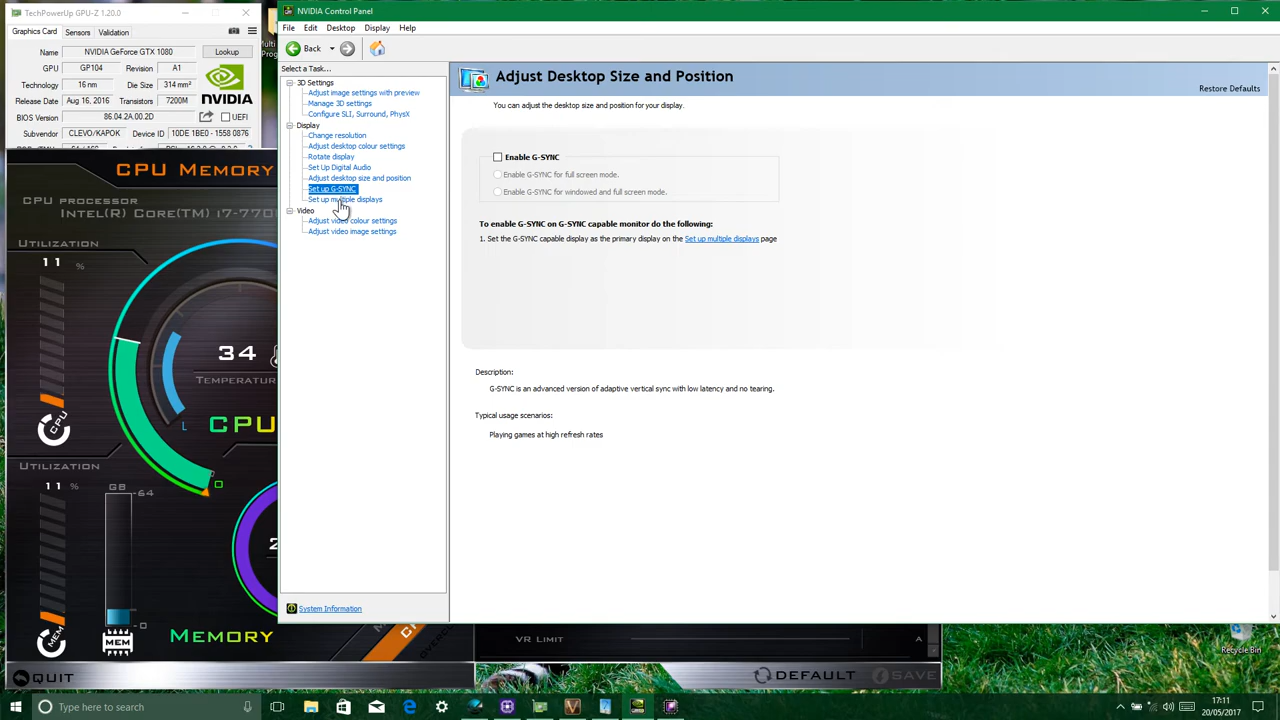 TechPowerUp GPU-Z 1.20.0
Graphics Card Sensors Validation
Name NVIDIA GeForce GTX 1080 Lookup
GPU GP104 Revision A1
Technology 16 nm Die Size 314 mm²
Release Date Aug 16, 2016 Transistors 7200M
NVIDIA
BIOS Version 86.04.2A.00.2D UEFI
Subvendor CLEVO/KAPOK Device ID 10DE 1BE0 - 1558 0876
CPU MEMORY
CPU PROCESSOR
INTEL(R) CORE(TM) I7-770
UTILIZATION
11 %
CPU
34
TEMPERATUR
L
CPU
O
UTILIZATION
11 %
GB
64
0
2
MEM
MEM
MEMORY
QUIT
NVIDIA Control Panel
File Edit Desktop Display Help
Back
Select a Task...
3D Settings
Adjust image settings with preview
Manage 3D settings
Configure SLI, Surround, PhysX
Display
Change resolution
Adjust desktop colour settings
Rotate display
Set Up Digital Audio
Adjust desktop size and position
Set up G-SYNC
Set up multiple displays
Video
Adjust video colour settings
Adjust video image settings
System Information
Adjust Desktop Size and Position
Restore Defaults
You can adjust the desktop size and position for your display.
Enable G-SYNC
Enable G-SYNC for full screen mode.
Enable G-SYNC for windowed and full screen mode.
To enable G-SYNC on G-SYNC capable monitor do the following:
1. Set the G-SYNC capable display as the primary display on the Set up multiple displays page
Description:
G-SYNC is an advanced version of adaptive vertical sync with low latency and no tearing.
Typical usage scenarios:
Playing games at high refresh rates
VR LIMIT
A
DEFAULT
SAVE
Recycle Bin
Type here to search
17:11
20/05/2017